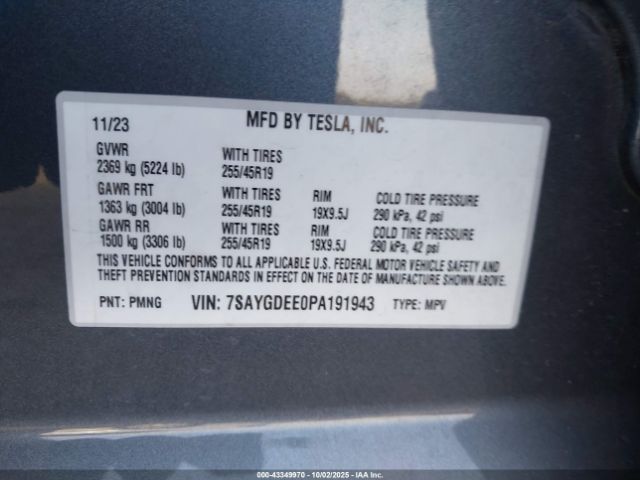 11/23 MFD BY TESLA, INC.
GVWR WITH TIRES
2369 kg (5224 lb) 255/45R19
GAWR FRT WITH TIRES RIM COLD TIRE PRESSURE
1363 kg (3004 lb) 255/45R19 19X9.5J 290 kPa, 42 psi
GAWR RR WITH TIRES RIM COLD TIRE PRESSURE
1500 kg (3306 lb) 255/45R19 19X9.5J 290 kPa, 42 psi
THIS VEHICLE CONFORMS TO ALL APPLICABLE U.S. FEDERAL MOTOR VEHICLE SAFETY AND
THEFT PREVENTION STANDARDS IN EFFECT ON THE DATE OF MANUFACTURE SHOWN ABOVE.
PNT: PMNG VIN: 7SAYGDEE0PA191943 TYPE: MPV
00-43349970 - 10/02/2025 - IAA Inc.